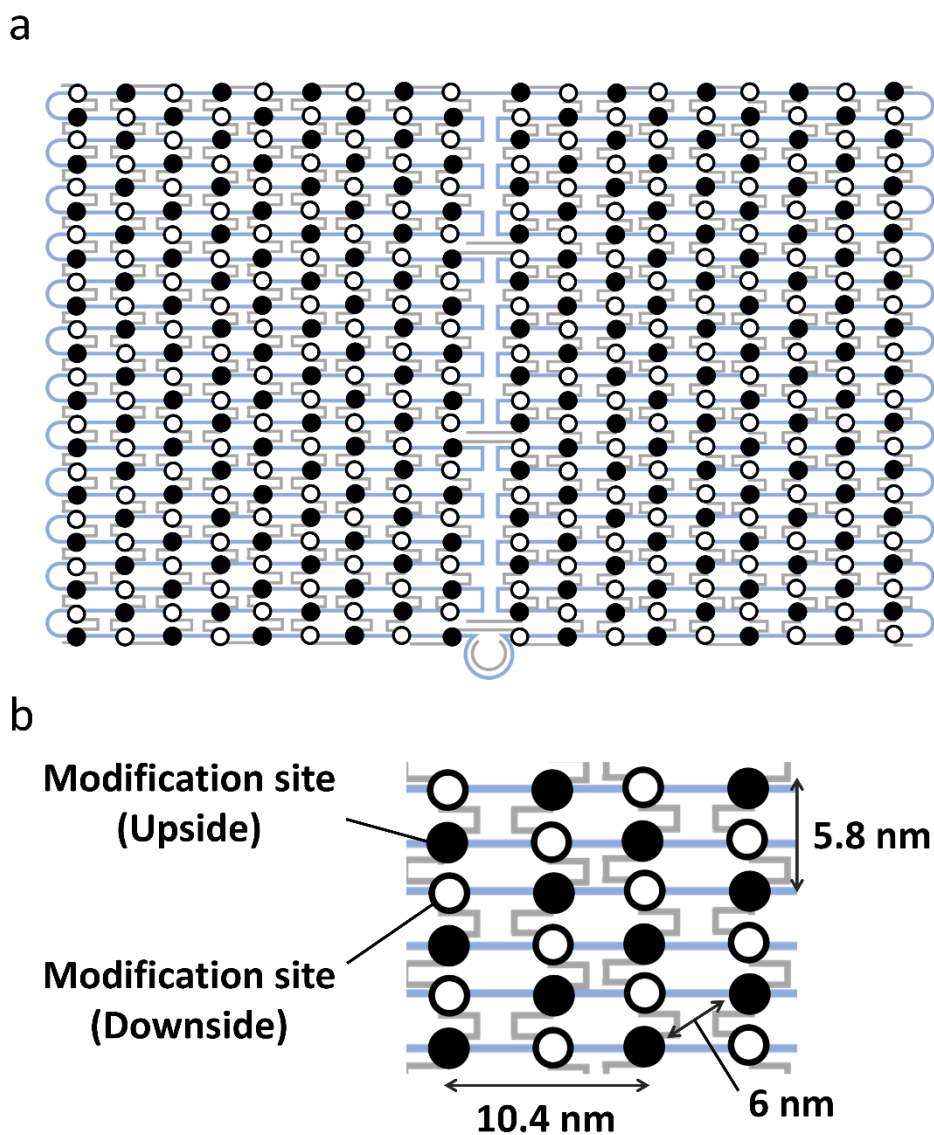 a
b
Modification site
(Upside)
5.8 nm
Modification site
(Downside)
6 nm
10.4 nm